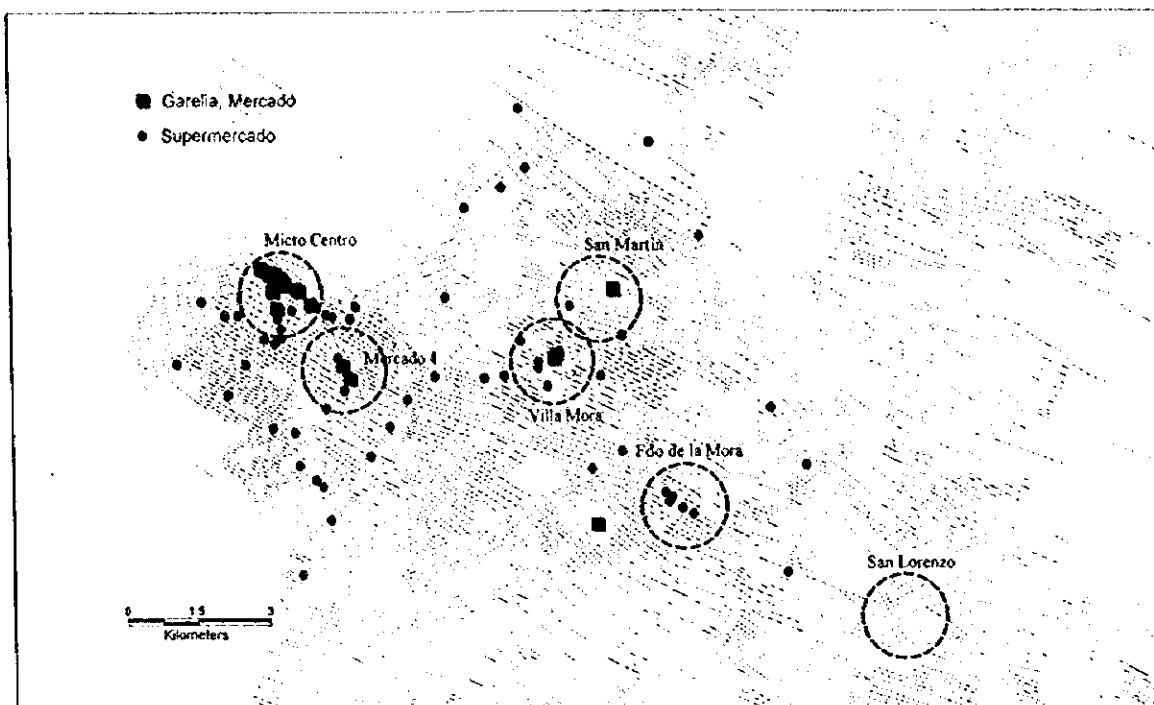 Garelia, Mercado
Supermercado
Micro Centro
San Martin
Mercado 4
Villa Mora
Fdo de la Mora
San Lorenzo
0 1.5 3
Kilometers